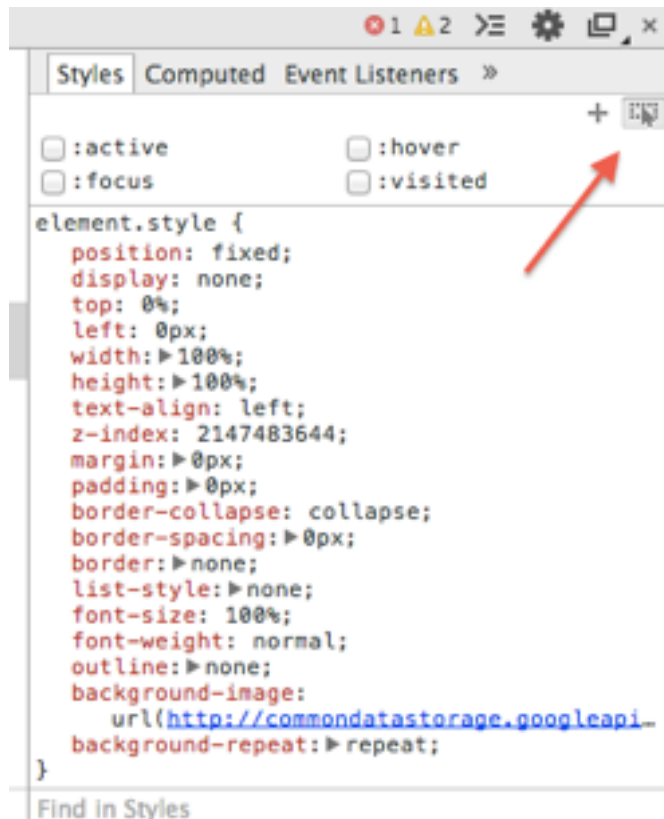 1 2 ×
Styles Computed Event Listeners »
+
:active :hover
:focus :visited
element.style {
position: fixed;
display: none;
top: 0%;
left: 0px;
width:▶100%;
height:▶100%;
text-align: left;
z-index: 2147483644;
margin:▶0px;
padding:▶0px;
border-collapse: collapse;
border-spacing:▶0px;
border:▶none;
list-style:▶none;
font-size: 100%;
font-weight: normal;
outline:▶none;
background-image:
url(http://commondatastorage.googleapi…
background-repeat:▶repeat;
}
Find in Styles